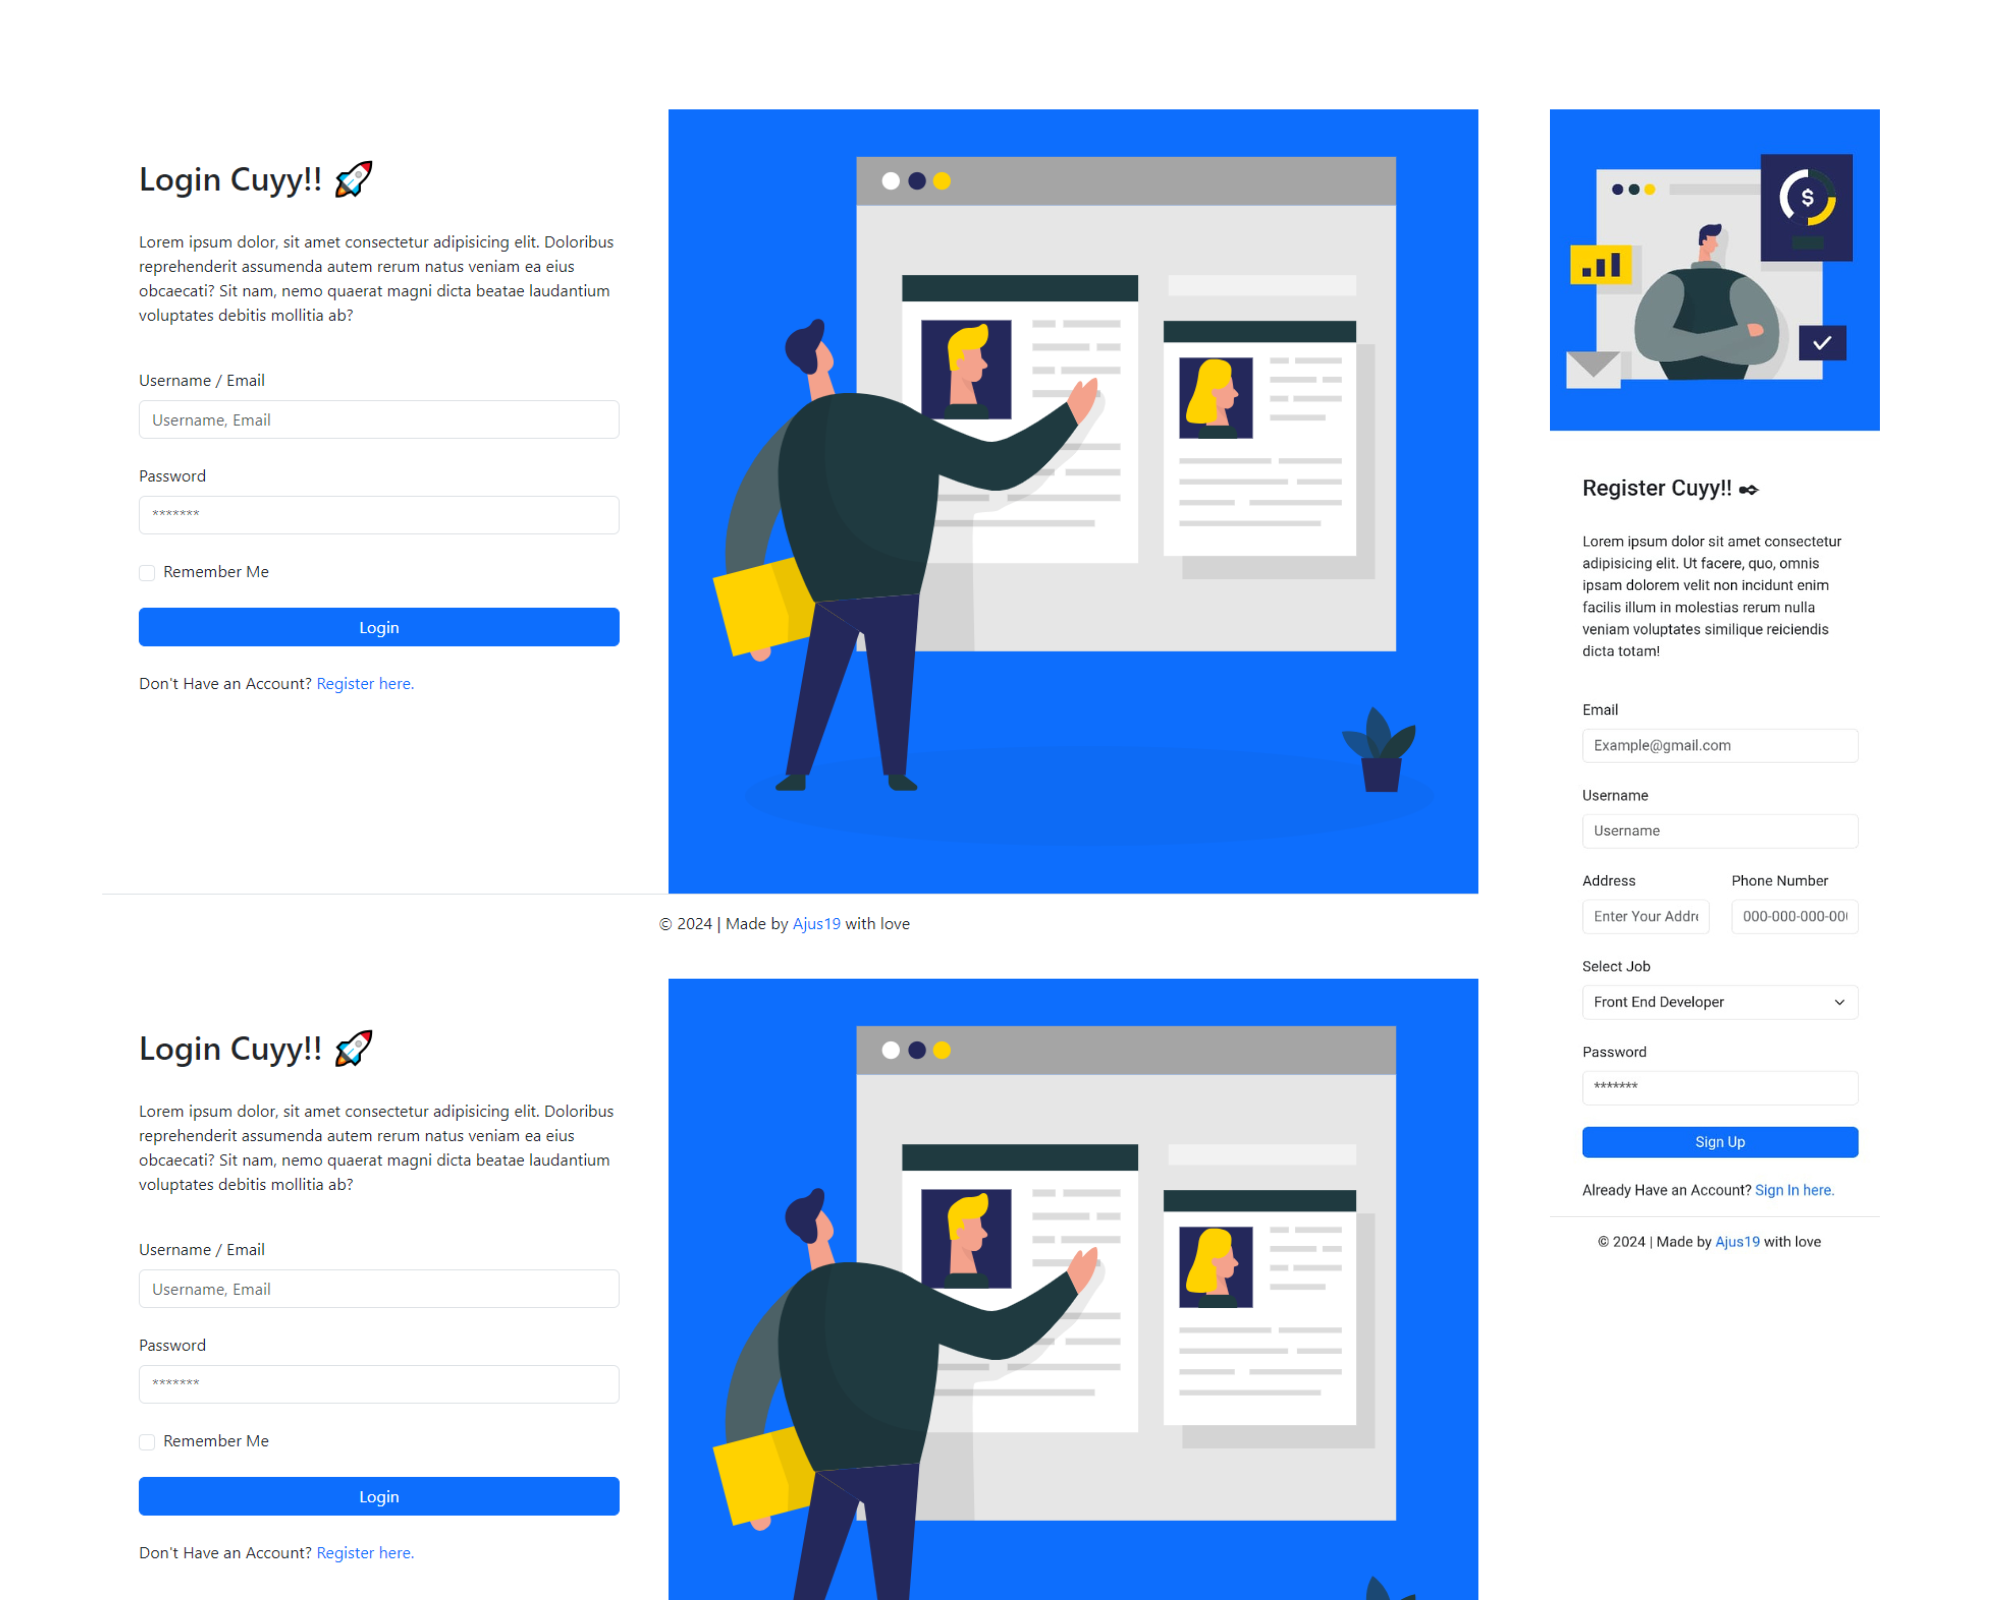 Login Cuyy!! 🚀
Lorem ipsum dolor, sit amet consectetur adipisicing elit. Doloribus
reprehenderit assumenda autem rerum natus veniam ea eius
obcaecati? Sit nam, nemo quaerat magni dicta beatae laudantium
voluptates debitis mollitia ab?
Username / Email
Username, Email
Password
*******
Remember Me
Login
Don't Have an Account? Register here.
© 2024 | Made by Ajus19 with love
Login Cuyy!! 🚀
Lorem ipsum dolor, sit amet consectetur adipisicing elit. Doloribus
reprehenderit assumenda autem rerum natus veniam ea eius
obcaecati? Sit nam, nemo quaerat magni dicta beatae laudantium
voluptates debitis mollitia ab?
Username / Email
Username, Email
Password
*******
Remember Me
Login
Don't Have an Account? Register here.
$
Register Cuyy!! ✒
Lorem ipsum dolor sit amet consectetur
adipisicing elit. Ut facere, quo, omnis
ipsam dolorem velit non incidunt enim
facilis illum in molestias rerum nulla
veniam voluptates similique reiciendis
dicta totam!
Email
Example@gmail.com
Username
Username
Address Phone Number
Enter Your Addre 000-000-000-00
Select Job
Front End Developer
Password
*******
Sign Up
Already Have an Account? Sign In here.
© 2024 | Made by Ajus19 with love